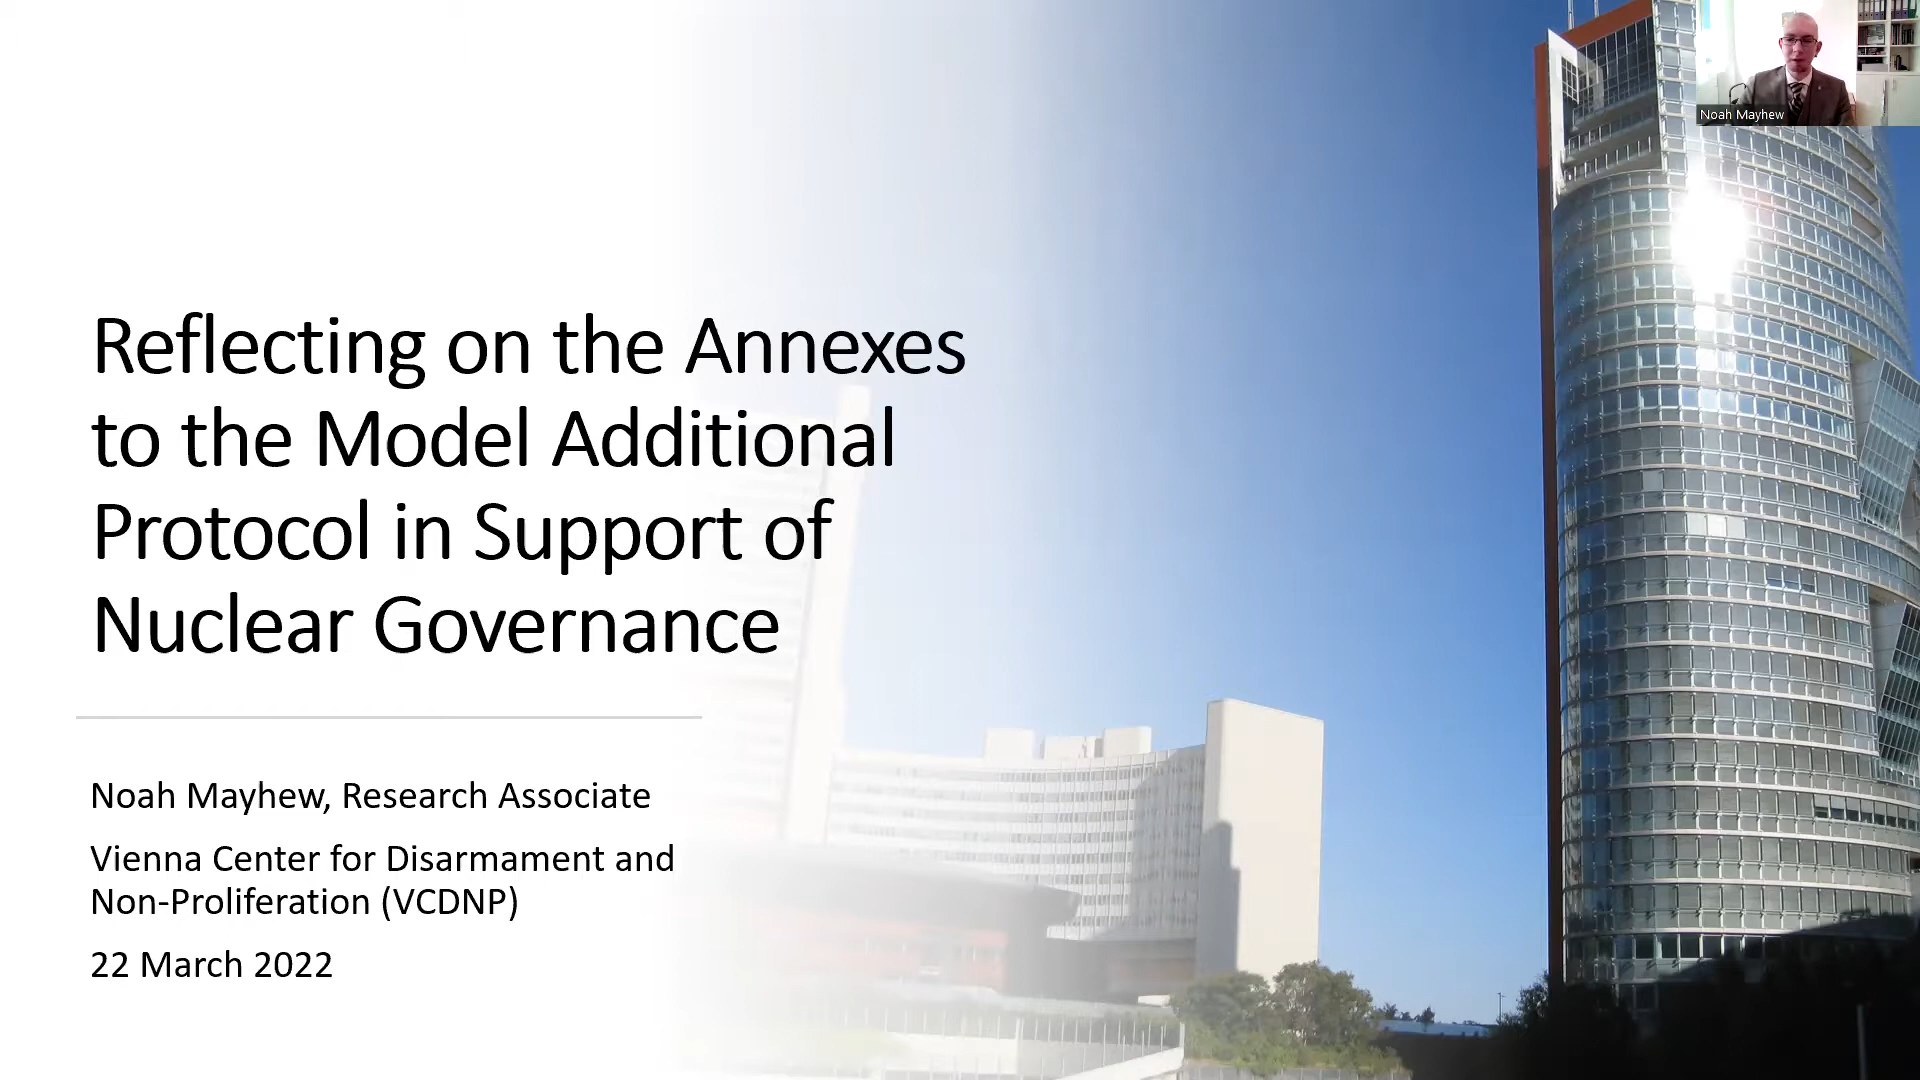 Noah Mayhew
Reflecting on the Annexes
to the Model Additional
Protocol in Support of
Nuclear Governance
Noah Mayhew, Research Associate
Vienna Center for Disarmament and
Non-Proliferation (VCDNP)
22 March 2022